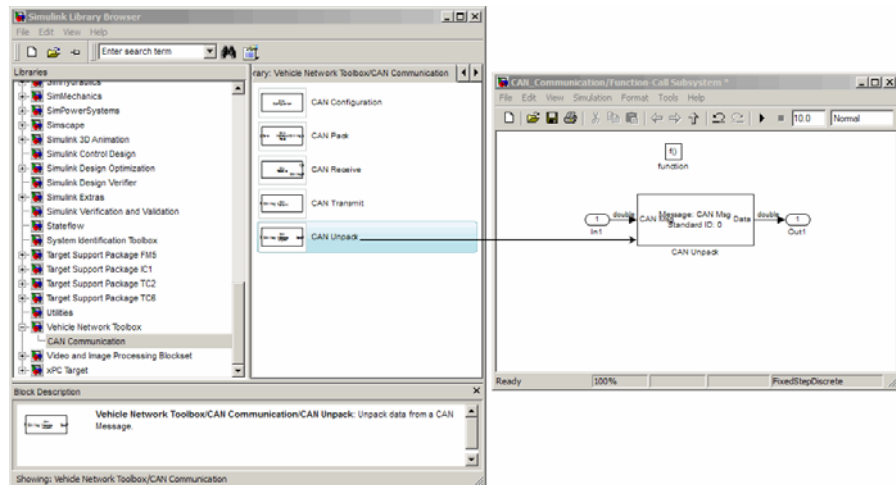 Simulink Library Browser
File Edit View Help
Enter search term
Libraries
rary: Vehicle Network Toolbox/CAN Communication
SimHydraulics
SimMechanics
SimPowerSystems
Simscape
Simulink 3D Animation
Simulink Control Design
Simulink Design Optimization
Simulink Design Verifier
Simulink Extras
Simulink Verification and Validation
Stateflow
System Identification Toolbox
Target Support Package FM5
Target Support Package IC1
Target Support Package TC2
Target Support Package TC6
Utilities
Vehicle Network Toolbox
CAN Communication
Video and Image Processing Blockset
xPC Target
CAN Configuration
CAN Pack
CAN Receive
CAN Transmit
CAN Unpack
Block Description
Vehicle Network Toolbox/CAN Communication/CAN Unpack: Unpack data from a CAN
Message.
Showing: Vehicle Network Toolbox/CAN Communication
CAN_Communication/Function-Call Subsystem *
File Edit View Simulation Format Tools Help
10.0 Normal
f()
function
1 double CAN Msg Message: CAN Msg Data double 1
Standard ID: 0
In1 Out1
CAN Unpack
Ready 100% FixedStepDiscrete